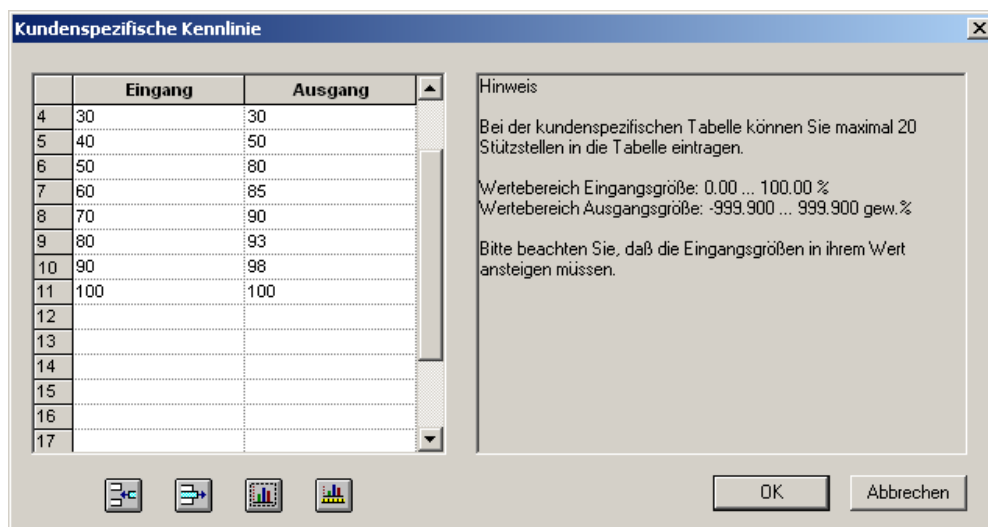 Kundenspezifische Kennlinie
Eingang Ausgang
4 30 30
5 40 50
6 50 80
7 60 85
8 70 90
9 80 93
10 90 98
11 100 100
12
13
14
15
16
17
Hinweis
Bei der kundenspezifischen Tabelle können Sie maximal 20
Stützstellen in die Tabelle eintragen.
Wertebereich Eingangsgröße: 0.00 ... 100.00 %
Wertebereich Ausgangsgröße: -999.900 ... 999.900 gew.%
Bitte beachten Sie, daß die Eingangsgrößen in ihrem Wert
ansteigen müssen.
OK Abbrechen